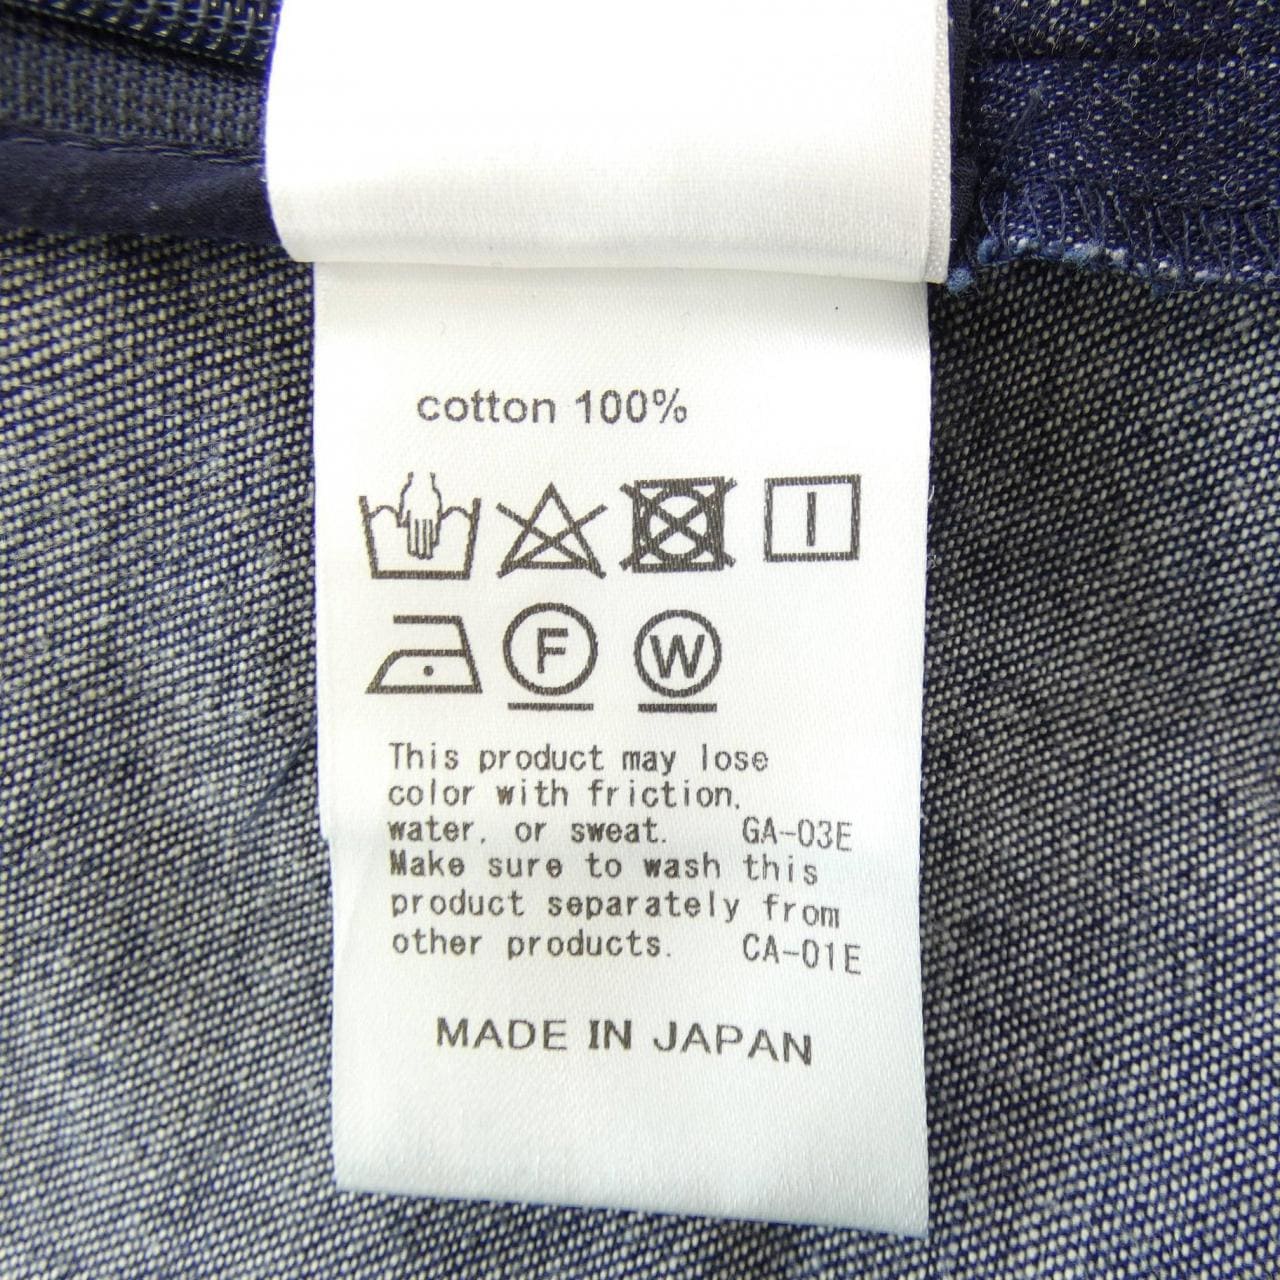 cotton 100%
F W
This product may lose
color with friction,
water, or sweat. GA-03E
Make sure to wash this
product separately from
other products. CA-01E
MADE IN JAPAN